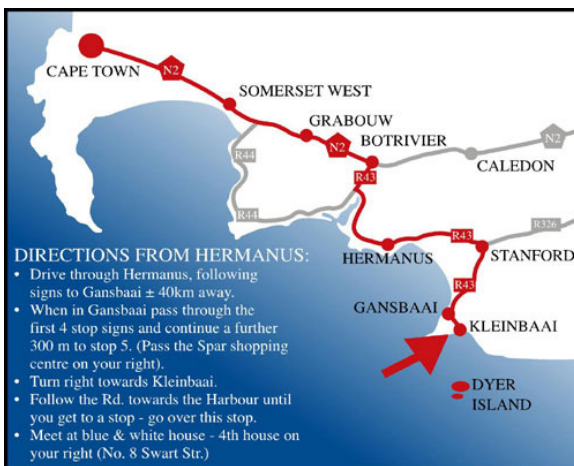 CAPE TOWN
N2
SOMERSET WEST
GRABOUW
N2
BOTRIVIER
N2
CALEDON
R44
R43
R44
R326
R43
HERMANUS
STANFORD
R43
GANSBAAI
KLEINBAAI
DYER
ISLAND
DIRECTIONS FROM HERMANUS:
• Drive through Hermanus, following
signs to Gansbaai ± 40km away.
• When in Gansbaai pass through the
first 4 stop signs and continue a further
300 m to stop 5. (Pass the Spar shopping
centre on your right).
• Turn right towards Kleinbaai.
• Follow the Rd. towards the Harbour until
you get to a stop - go over this stop.
• Meet at blue & white house - 4th house on
your right (No. 8 Swart Str.)